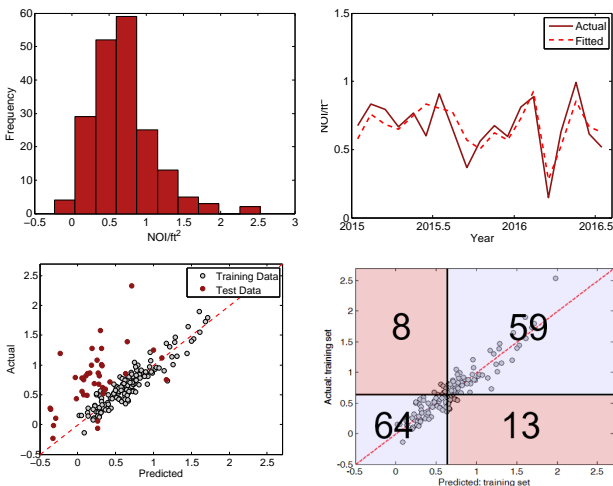 60
50
40
30
20
10
0
Frequency
−0.5 0 0.5 1 1.5 2 2.5 3
NOI/ft²
1.5
1
0.5
0
NOI/ft²
Actual
Fitted
2015 2015.5 2016 2016.5
Year
2.5
2
1.5
1
0.5
0
−0.5
Actual
Training Data
Test Data
−0.5 0 0.5 1 1.5 2 2.5
Predicted
2.5
2
1.5
1
0.5
0
−0.5
Actual: training set
8
59
64
13
−0.5 0 0.5 1 1.5 2 2.5
Predicted: training set